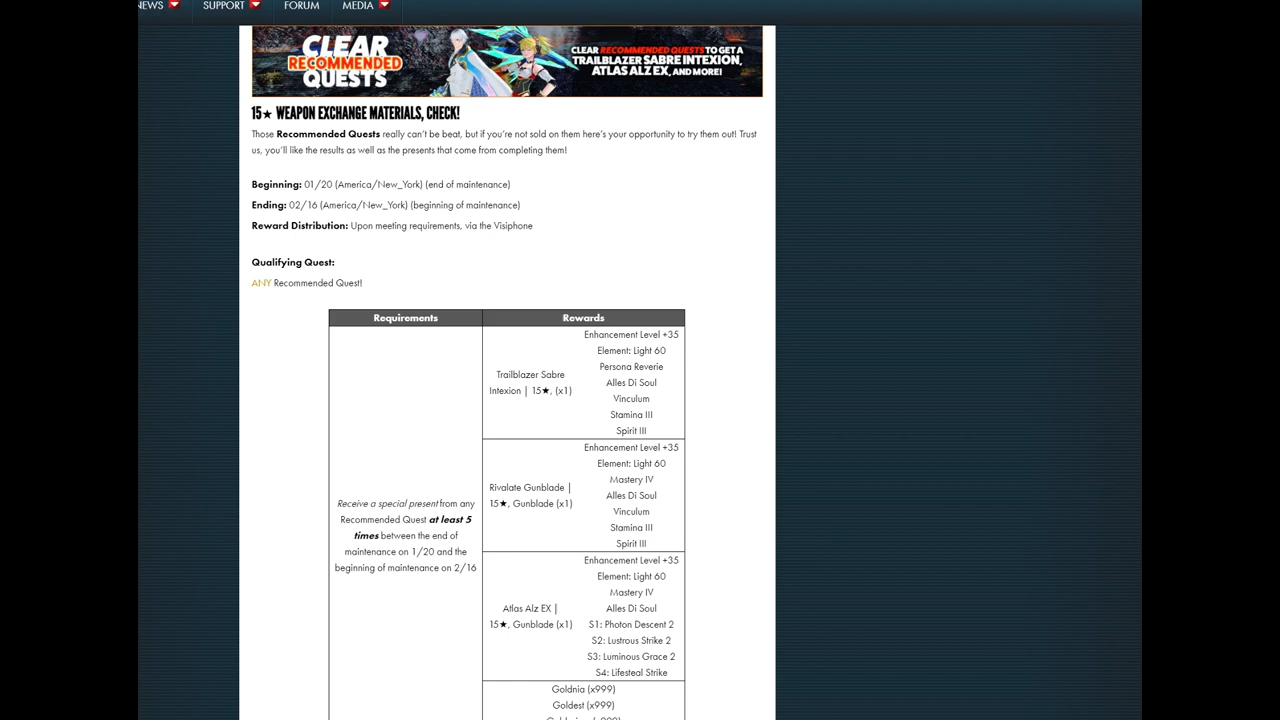 NEWS
SUPPORT
FORUM
MEDIA
CLEAR
RECOMMENDED
QUESTS
CLEAR RECOMMENDED QUESTS TO GET A
TRAILBLAZER SABRE INTEXION,
ATLAS ALZ EX, AND MORE!
15★ WEAPON EXCHANGE MATERIALS, CHECK!
Those Recommended Quests really can't be beat, but if you're not sold on them here's your opportunity to try them out! Trust
us, you'll like the results as well as the presents that come from completing them!
Beginning: 01/20 (America/New_York) (end of maintenance)
Ending: 02/16 (America/New_York) (beginning of maintenance)
Reward Distribution: Upon meeting requirements, via the Visiphone
Qualifying Quest:
ANY Recommended Quest!
Requirements
Rewards
Receive a special present from any
Recommended Quest at least 5
times between the end of
maintenance on 1/20 and the
beginning of maintenance on 2/16
Trailblazer Sabre
Intexion | 15★, (x1)
Enhancement Level +35
Element: Light 60
Persona Reverie
Alles Di Soul
Vinculum
Stamina III
Spirit III
Rivalate Gunblade |
15★, Gunblade (x1)
Enhancement Level +35
Element: Light 60
Mastery IV
Alles Di Soul
Vinculum
Stamina III
Spirit III
Atlas Alz EX |
15★, Gunblade (x1)
Enhancement Level +35
Element: Light 60
Mastery IV
Alles Di Soul
S1: Photon Descent 2
S2: Lustrous Strike 2
S3: Luminous Grace 2
S4: Lifesteal Strike
Goldnia (x999)
Goldest (x999)